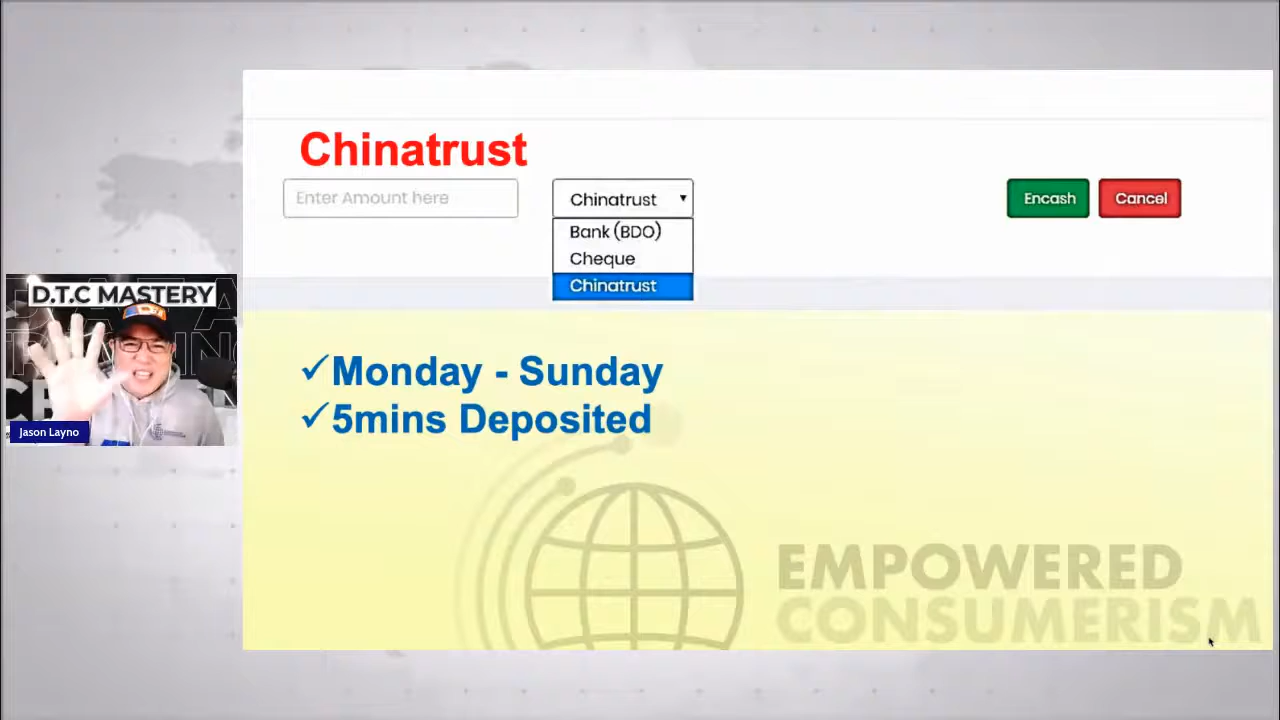 Chinatrust
Enter Amount here
Chinatrust
Encash
Cancel
Bank (BDO)
Cheque
Chinatrust
D.T.C MASTERY
Jason Layno
✓Monday - Sunday
✓5mins Deposited
EMPOWERED
CONSUMERISM